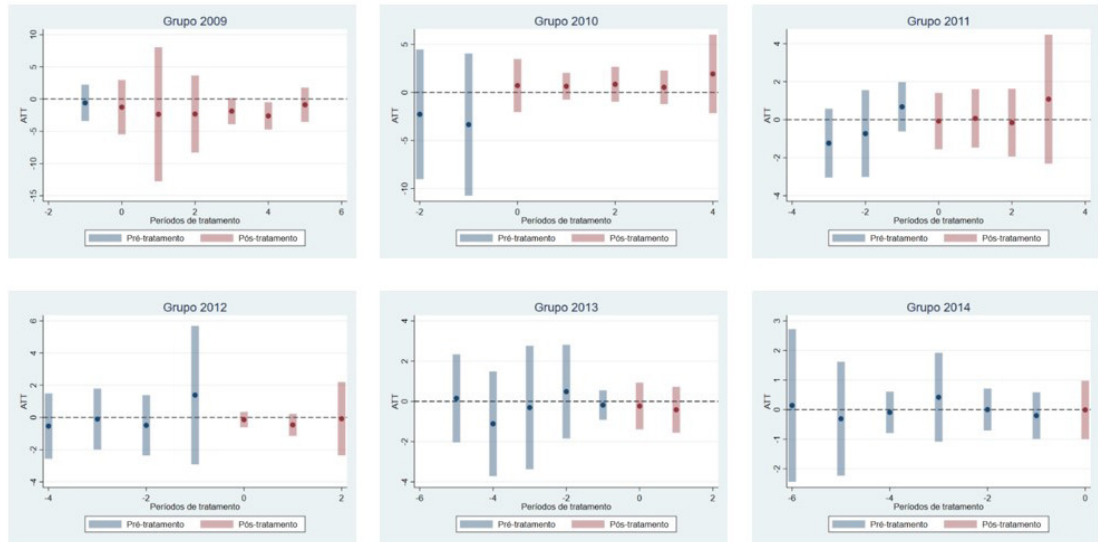 Grupo 2009
10
5
0
-5
-10
-15
ATT
-2 0 2 4 6
Períodos de tratamento
Pré-tratamento Pós-tratamento
Grupo 2010
5
0
-5
-10
ATT
-2 0 2 4
Períodos de tratamento
Pré-tratamento Pós-tratamento
Grupo 2011
4
2
0
-2
-4
ATT
-4 -2 0 2 4
Períodos de tratamento
Pré-tratamento Pós-tratamento
Grupo 2012
6
4
2
0
-2
-4
ATT
-4 -2 0 2
Períodos de tratamento
Pré-tratamento Pós-tratamento
Grupo 2013
4
2
0
-2
-4
ATT
-6 -4 -2 0 2
Períodos de tratamento
Pré-tratamento Pós-tratamento
Grupo 2014
3
2
1
0
-1
-2
ATT
-6 -4 -2 0
Períodos de tratamento
Pré-tratamento Pós-tratamento